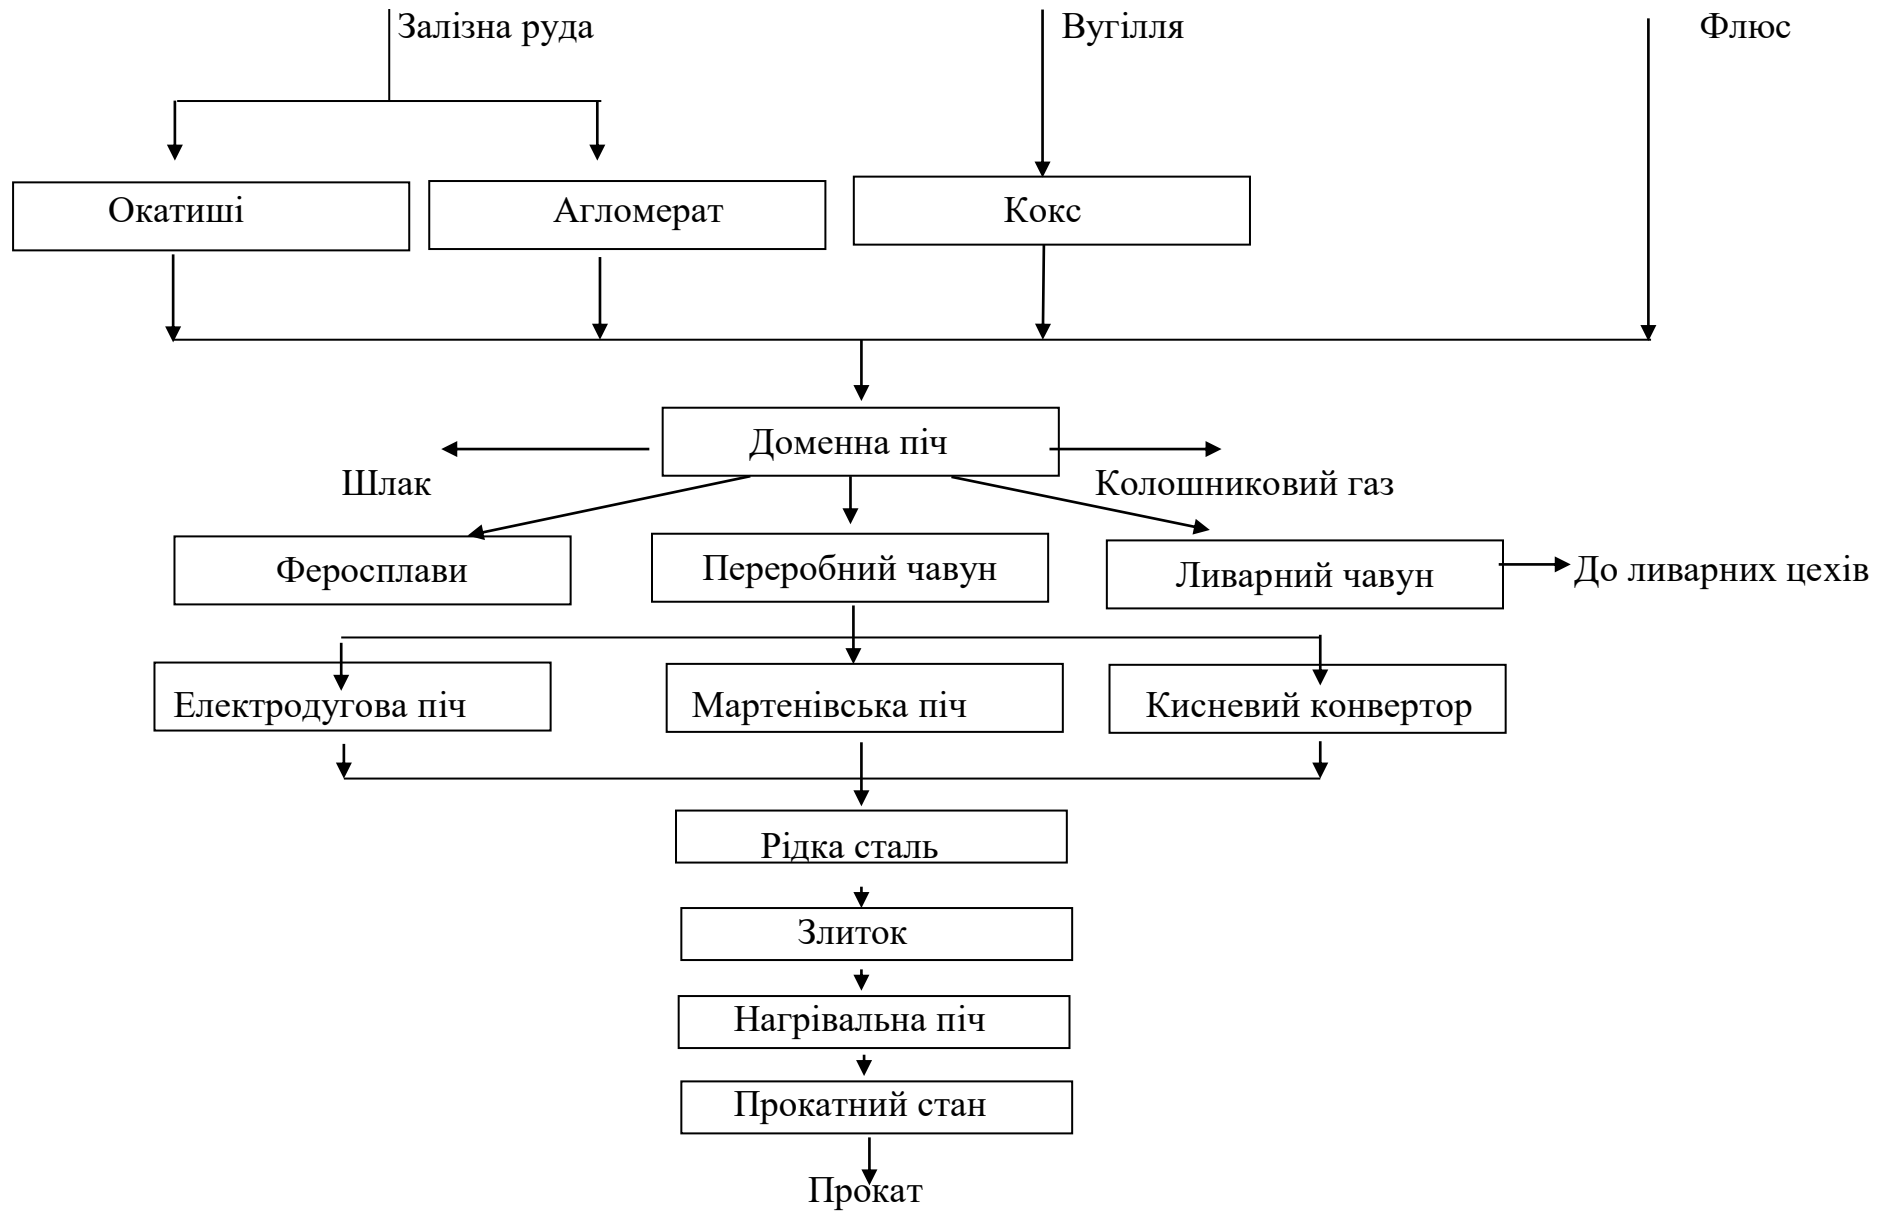 Залізна руда
Вугілля
Флюс
Окатиші
Агломерат
Кокс
Доменна піч
Шлак
Колошниковий газ
Феросплави
Переробний чавун
Ливарний чавун
До ливарних цехів
Електродугова піч
Мартенівська піч
Кисневий конвертор
Рідка сталь
Злиток
Нагрівальна піч
Прокатний стан
Прокат